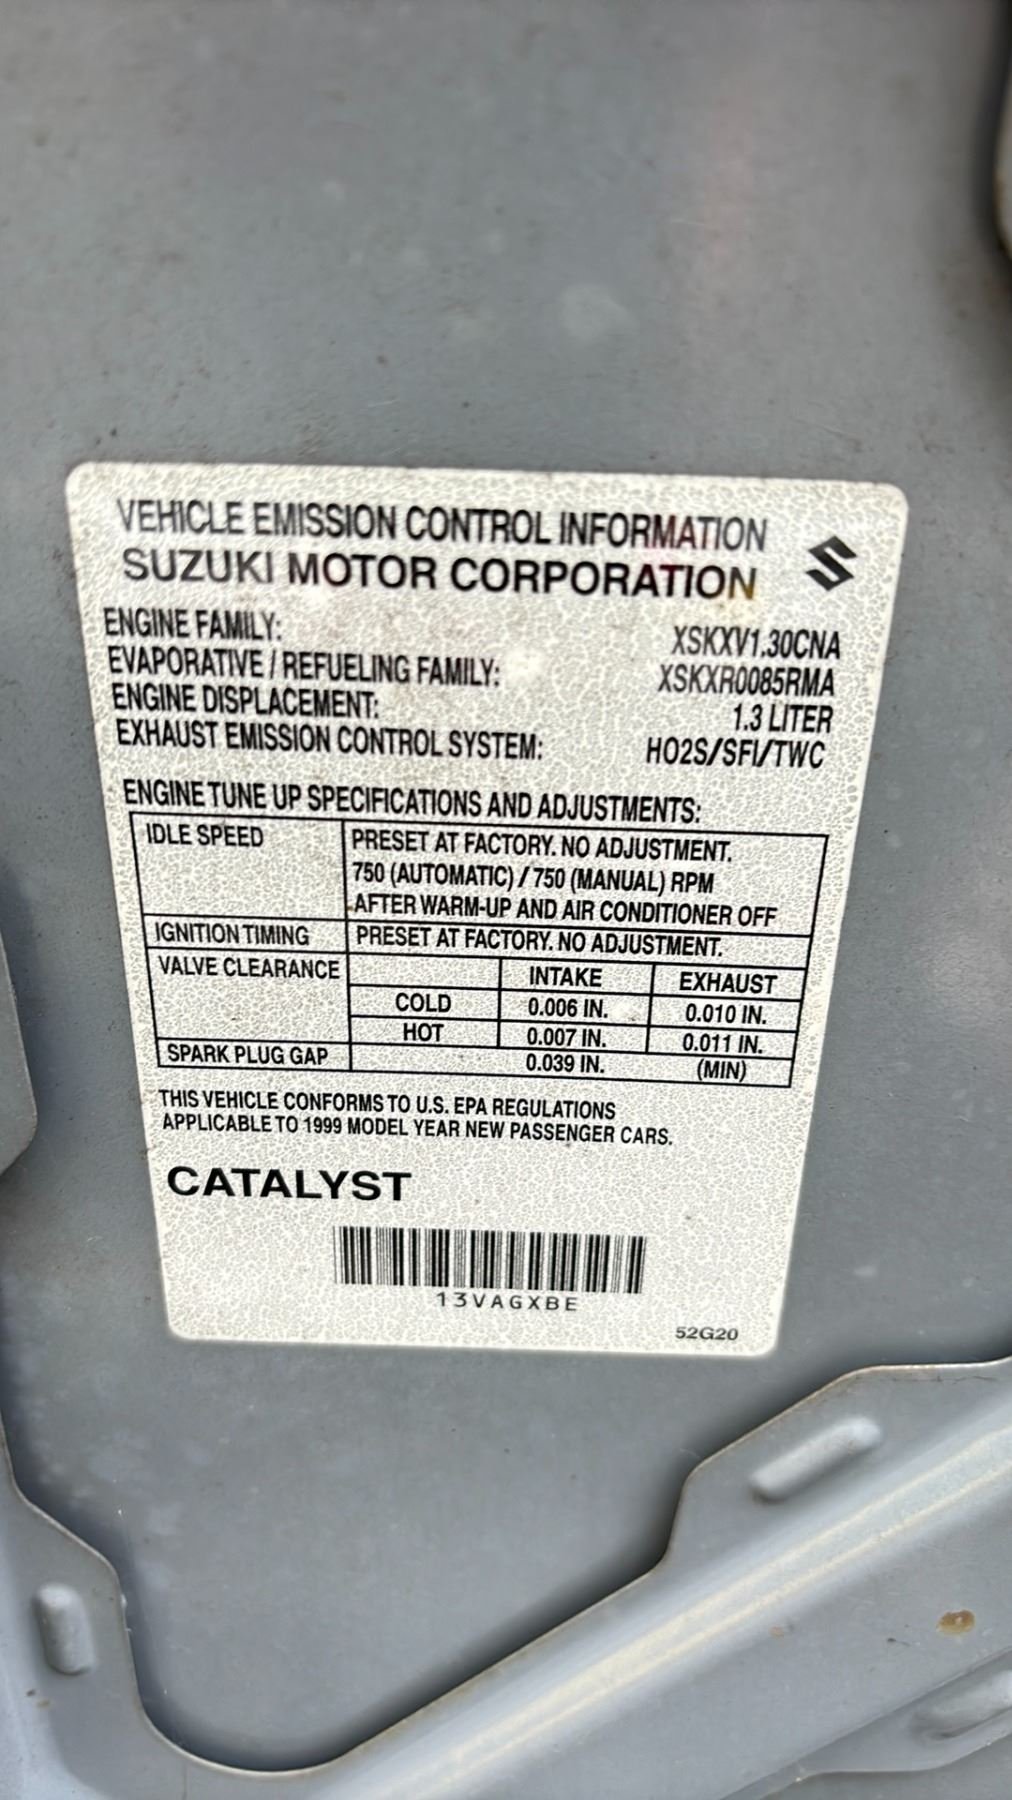 VEHICLE EMISSION CONTROL INFORMATION
SUZUKI MOTOR CORPORATION
ENGINE FAMILY: XSKXV1.30CNA
EVAPORATIVE / REFUELING FAMILY: XSKXR0085RMA
ENGINE DISPLACEMENT: 1.3 LITER
EXHAUST EMISSION CONTROL SYSTEM: HO2S/SFI/TWC
ENGINE TUNE UP SPECIFICATIONS AND ADJUSTMENTS:
IDLE SPEED PRESET AT FACTORY. NO ADJUSTMENT.
750 (AUTOMATIC) / 750 (MANUAL) RPM
AFTER WARM-UP AND AIR CONDITIONER OFF
IGNITION TIMING PRESET AT FACTORY. NO ADJUSTMENT.
VALVE CLEARANCE INTAKE EXHAUST
COLD 0.006 IN. 0.010 IN.
HOT 0.007 IN. 0.011 IN.
SPARK PLUG GAP 0.039 IN. (MIN)
THIS VEHICLE CONFORMS TO U.S. EPA REGULATIONS
APPLICABLE TO 1999 MODEL YEAR NEW PASSENGER CARS.
CATALYST
13VAGXBE
52G20